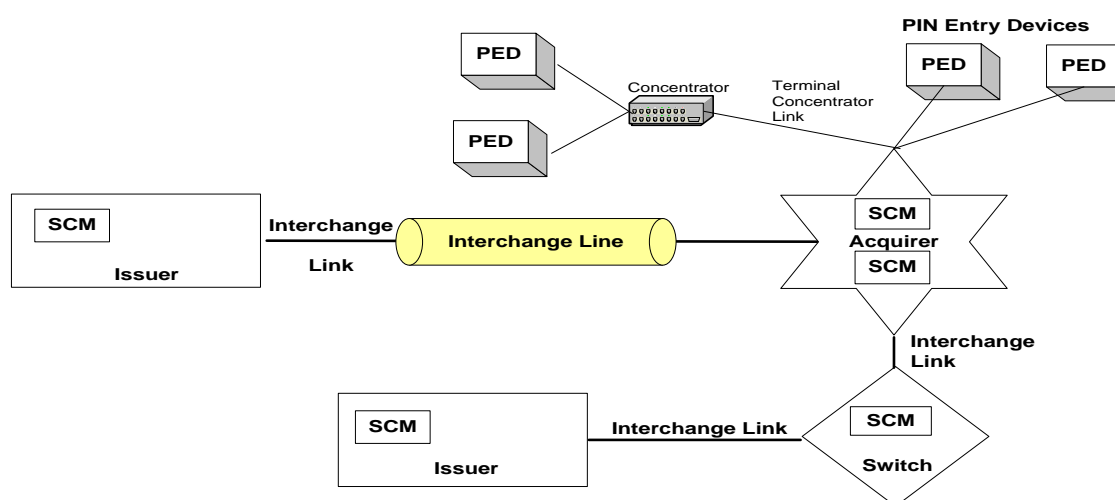 PIN Entry Devices
PED
PED
PED
Concentrator
Terminal
Concentrator
Link
PED
SCM
Interchange
Link
Issuer
Interchange Line
SCM
Acquirer
SCM
Interchange
Link
SCM
Issuer
Interchange Link
SCM
Switch